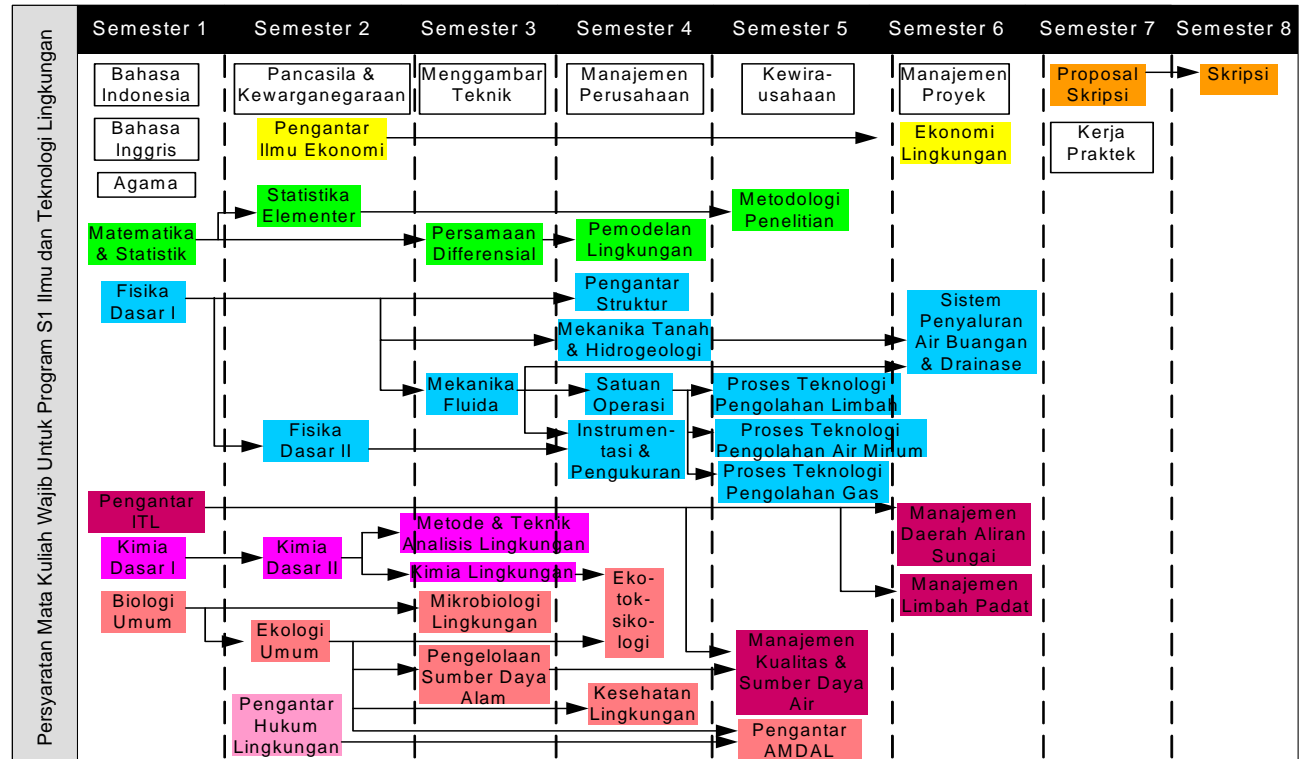 Persyaratan Mata Kuliah Wajib Untuk Program S1 Ilmu dan Teknologi Lingkungan
Semester 1
Semester 2
Semester 3
Semester 4
Semester 5
Semester 6
Semester 7
Semester 8
Bahasa
Indonesia
Pancasila &
Kewarganegaraan
Menggambar
Teknik
Manajemen
Perusahaan
Kewira-
usahaan
Manajemen
Proyek
Proposal
Skripsi
Skripsi
Bahasa
Inggris
Pengantar
Ilmu Ekonomi
Ekonomi
Lingkungan
Kerja
Praktek
Agama
Statistika
Elementer
Metodologi
Penelitian
Matematika
& Statistik
Persamaan
Differensial
Pemodelan
Lingkungan
Fisika
Dasar I
Pengantar
Struktur
Sistem
Penyaluran
Air Buangan
& Drainase
Mekanika Tanah
& Hidrogeologi
Mekanika
Fluida
Satuan
Operasi
Proses Teknologi
Pengolahan Limbah
Fisika
Dasar II
Instrumen-
tasi &
Pengukuran
Proses Teknologi
Pengolahan Air Minum
Proses Teknologi
Pengolahan Gas
Pengantar
ITL
Manajemen
Daerah Aliran
Sungai
Kimia
Dasar I
Kimia
Dasar II
Metode & Teknik
Analisis Lingkungan
Kimia Lingkungan
Eko-
tok-
siko-
logi
Manajemen
Limbah Padat
Biologi
Umum
Mikrobiologi
Lingkungan
Ekologi
Umum
Pengelolaan
Sumber Daya
Alam
Manajemen
Kualitas &
Sumber Daya
Air
Kesehatan
Lingkungan
Pengantar
Hukum
Lingkungan
Pengantar
AMDAL